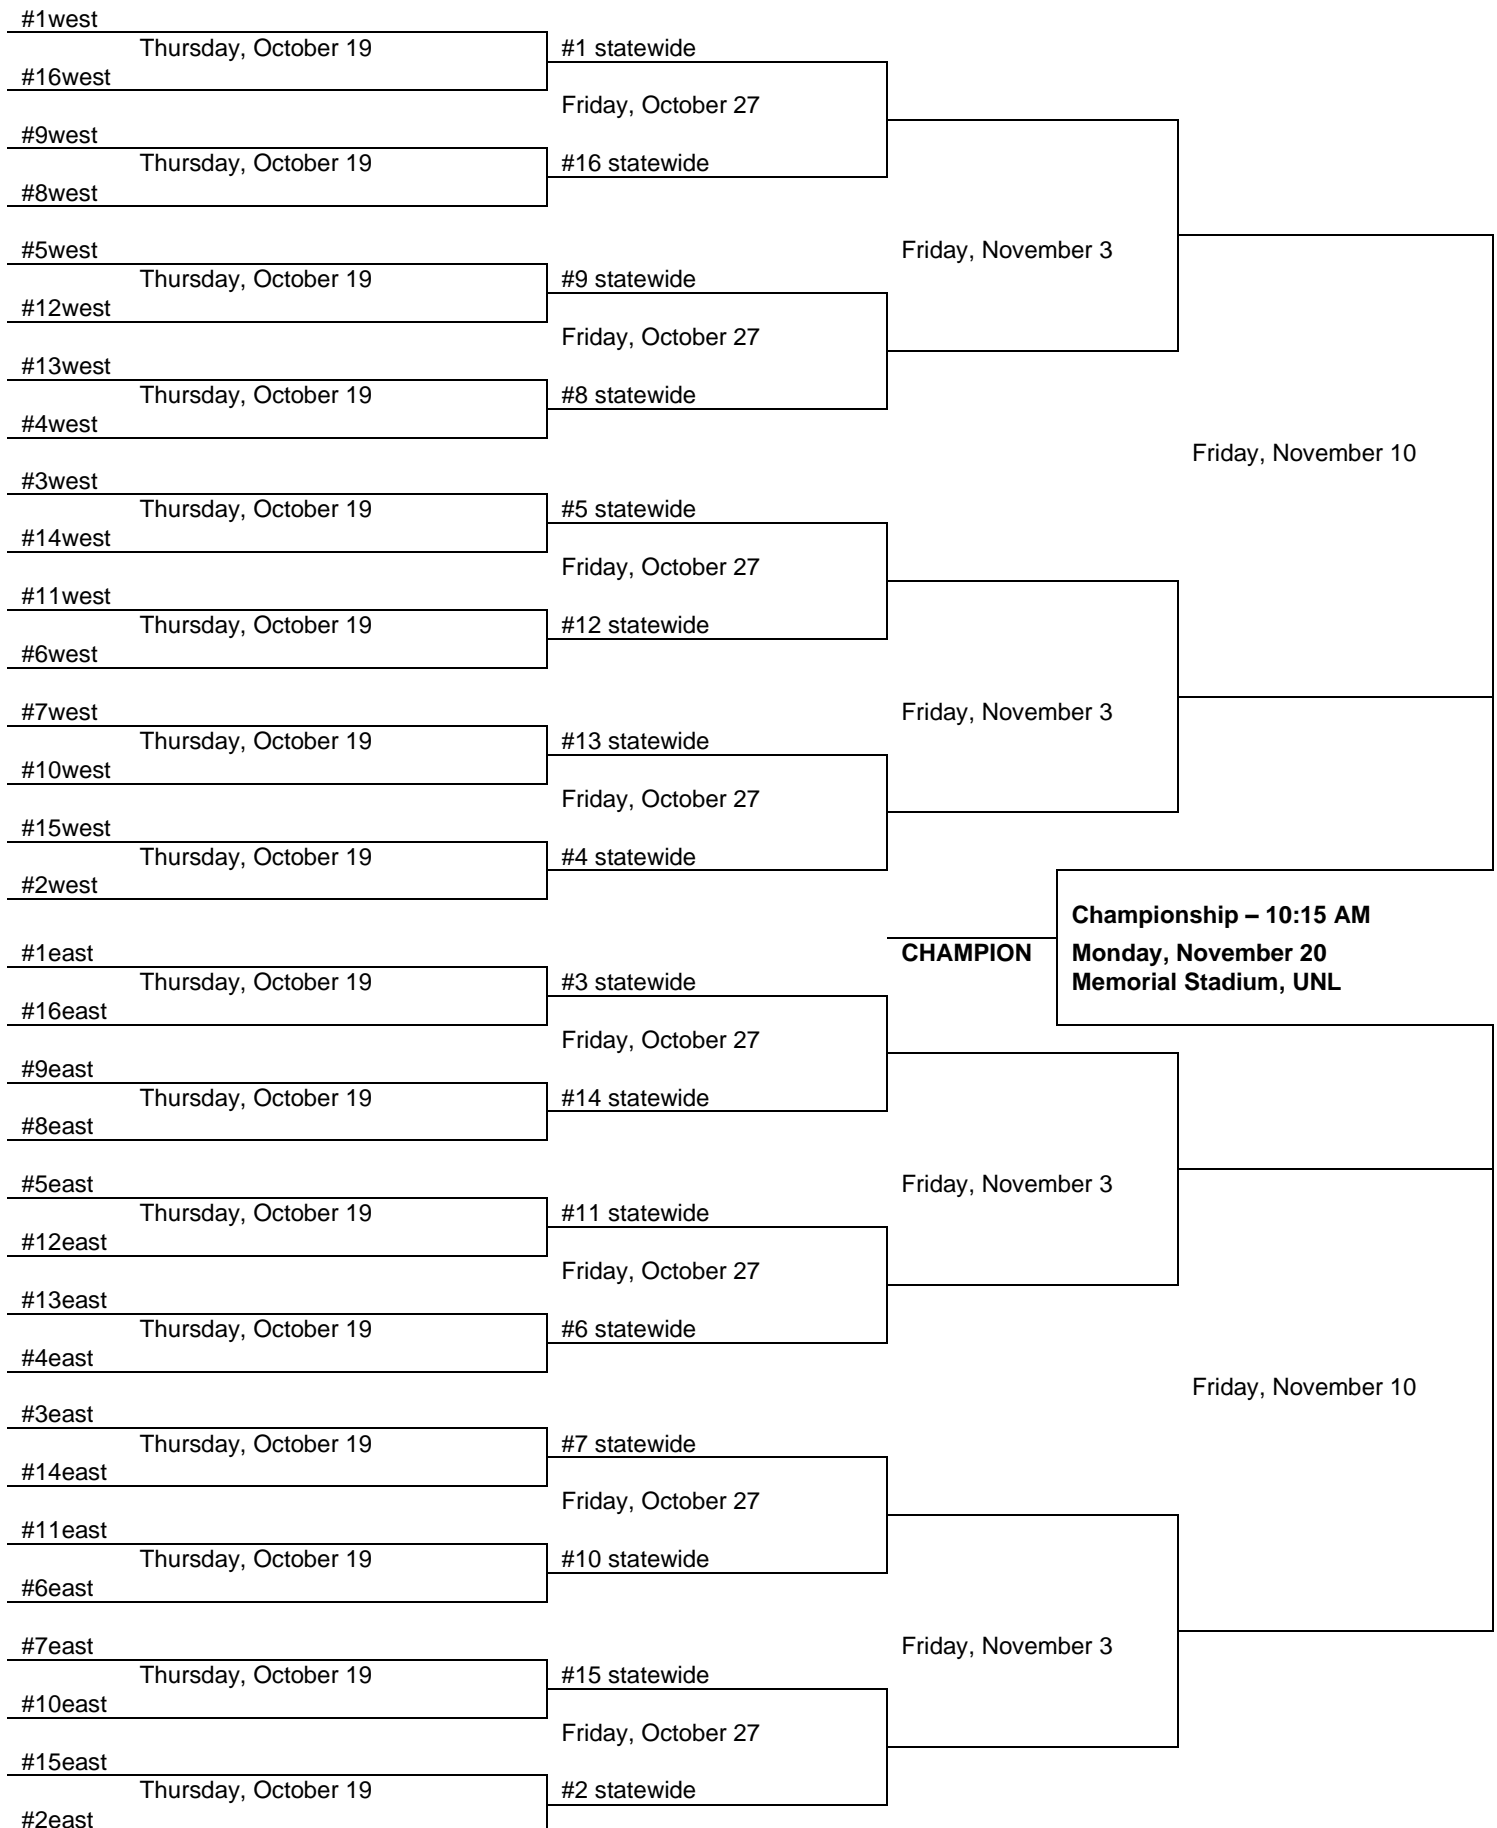 #1west
Thursday, October 19
#1 statewide
#16west
Friday, October 27
#9west
Thursday, October 19
#16 statewide
#8west
#5west
Friday, November 3
Thursday, October 19
#9 statewide
#12west
Friday, October 27
#13west
Thursday, October 19
#8 statewide
#4west
Friday, November 10
#3west
Thursday, October 19
#5 statewide
#14west
Friday, October 27
#11west
Thursday, October 19
#12 statewide
#6west
#7west
Friday, November 3
Thursday, October 19
#13 statewide
#10west
Friday, October 27
#15west
Thursday, October 19
#4 statewide
#2west
Championship – 10:15 AM
#1east
CHAMPION
Monday, November 20
Thursday, October 19
#3 statewide
Memorial Stadium, UNL
#16east
Friday, October 27
#9east
Thursday, October 19
#14 statewide
#8east
#5east
Friday, November 3
Thursday, October 19
#11 statewide
#12east
Friday, October 27
#13east
Thursday, October 19
#6 statewide
#4east
Friday, November 10
#3east
Thursday, October 19
#7 statewide
#14east
Friday, October 27
#11east
Thursday, October 19
#10 statewide
#6east
#7east
Friday, November 3
Thursday, October 19
#15 statewide
#10east
Friday, October 27
#15east
Thursday, October 19
#2 statewide
#2east